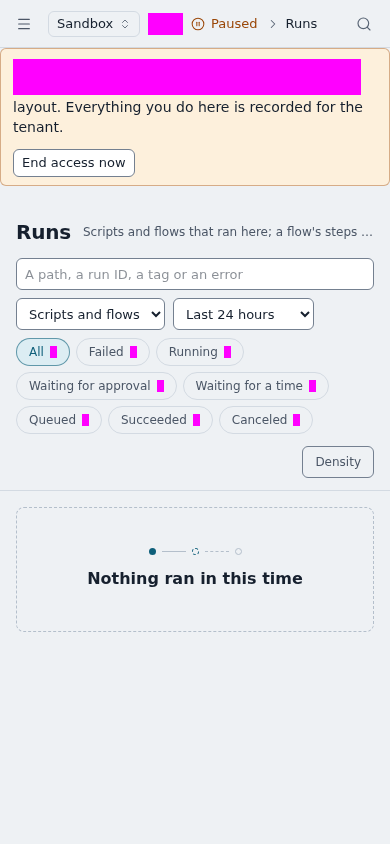 Sandbox Paused Runs
layout. Everything you do here is recorded for the
tenant.
End access now
Runs Scripts and flows that ran here; a flow's steps …
A path, a run ID, a tag or an error
Scripts and flows Last 24 hours
All Failed Running
Waiting for approval Waiting for a time
Queued Succeeded Canceled
Density
Nothing ran in this time